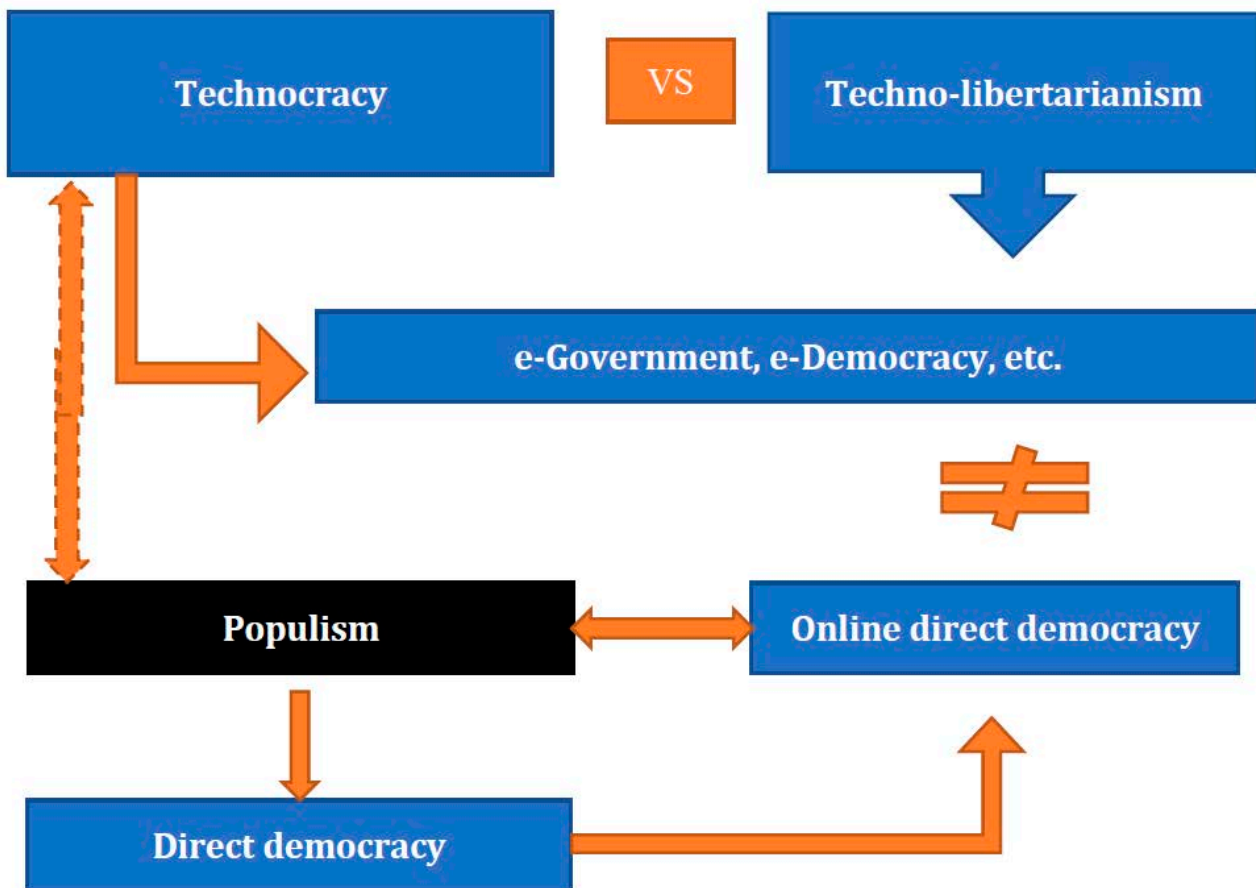 Technocracy
VS
Techno-libertarianism
e-Government, e-Democracy, etc.
Populism
Online direct democracy
Direct democracy